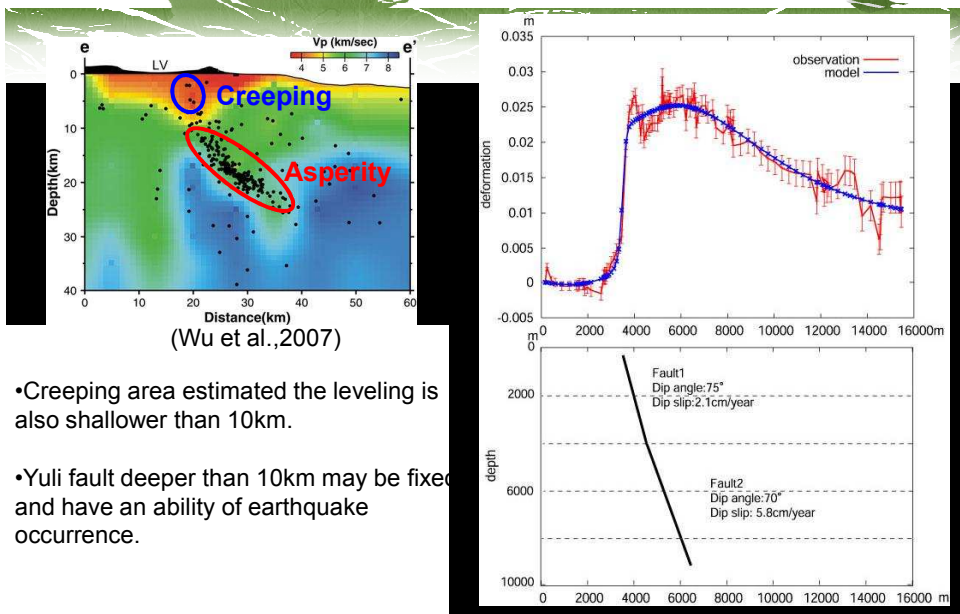 e
Vp (km/sec)
e'
4 5 6 7 8
LV
Creeping
Asperity
Depth(km)
0
10
20
30
40
0 10 20 30 40 50 60
Distance(km)
(Wu et al.,2007)
•Creeping area estimated the leveling is
also shallower than 10km.
•Yuli fault deeper than 10km may be fixed
and have an ability of earthquake
occurrence.
m
0.035
0.03
0.025
0.02
0.015
0.01
0.005
0
-0.005
deformation
observation
model
0 2000 4000 6000 8000 10000 12000 14000 16000m
m
0
2000
6000
10000
depth
Fault1
Dip angle:75°
Dip slip:2.1cm/year
Fault2
Dip angle:70°
Dip slip: 5.8cm/year
0 2000 4000 6000 8000 10000 12000 14000 16000 m